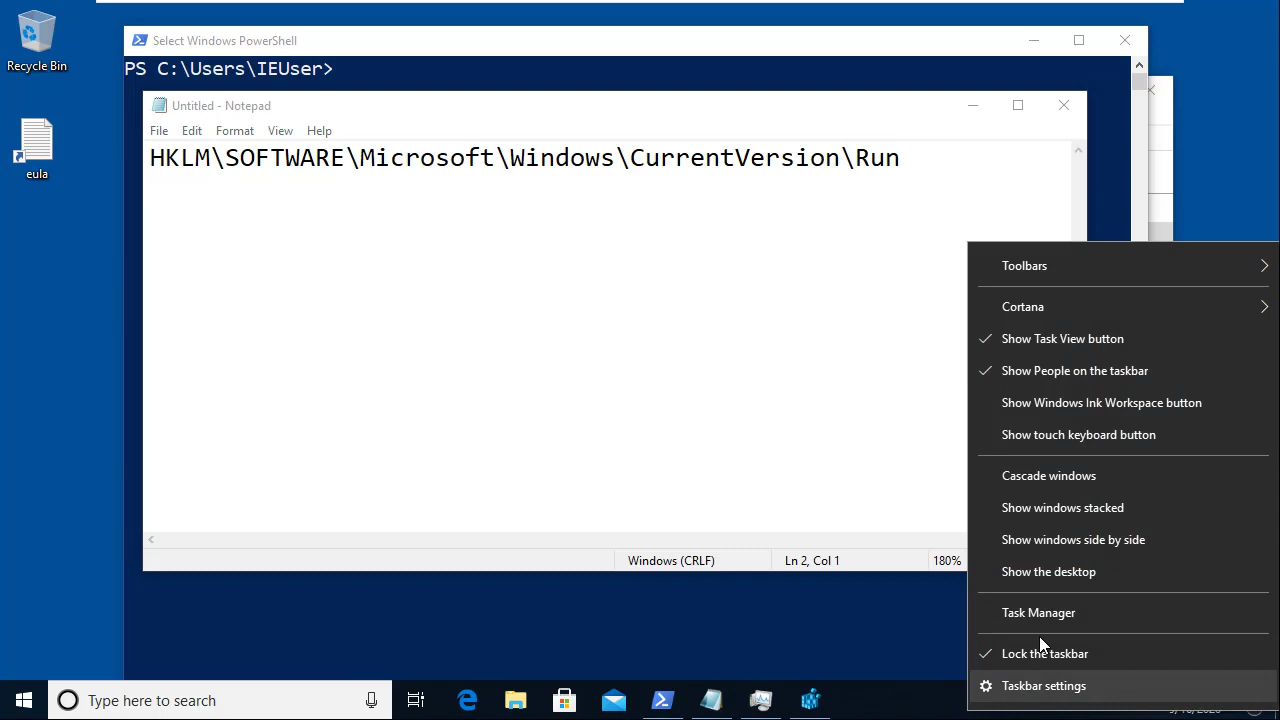 Recycle Bin
eula
Select Windows PowerShell
PS C:\Users\IEUser>
Untitled - Notepad
File Edit Format View Help
HKLM\SOFTWARE\Microsoft\Windows\CurrentVersion\Run
Windows (CRLF) Ln 2, Col 1 180%
Toolbars
Cortana
Show Task View button
Show People on the taskbar
Show Windows Ink Workspace button
Show touch keyboard button
Cascade windows
Show windows stacked
Show windows side by side
Show the desktop
Task Manager
Lock the taskbar
Taskbar settings
Type here to search